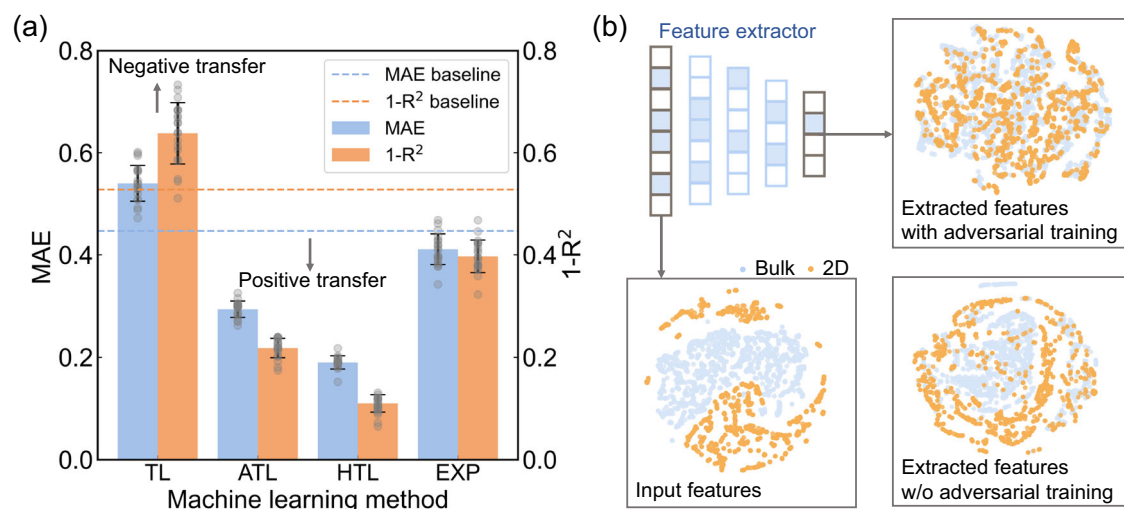 (a)
0.8
0.6
0.4
0.2
0.0
MAE
Negative transfer
Positive transfer
MAE baseline
1-R² baseline
MAE
1-R²
0.8
0.6
0.4
0.2
0.0
1-R²
TL ATL HTL EXP
Machine learning method
(b)
Feature extractor
Extracted features
with adversarial training
Bulk 2D
Input features
Extracted features
w/o adversarial training